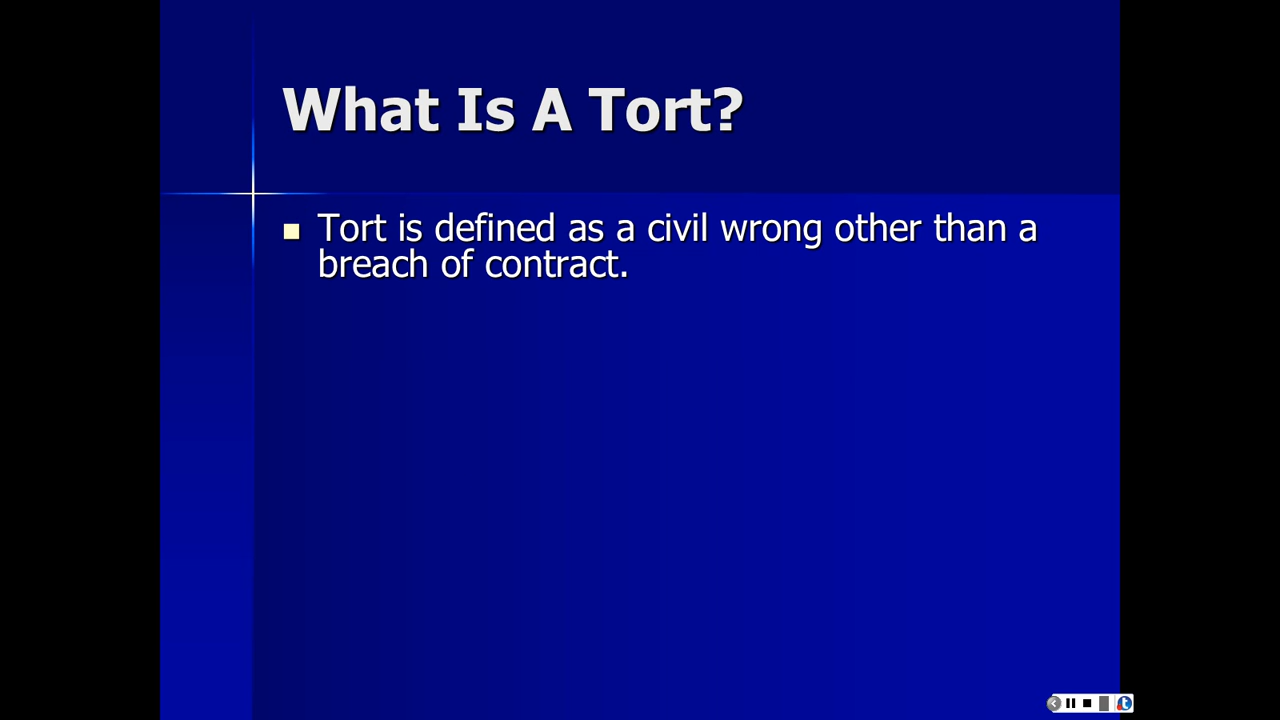 What Is A Tort?
Tort is defined as a civil wrong other than a
breach of contract.